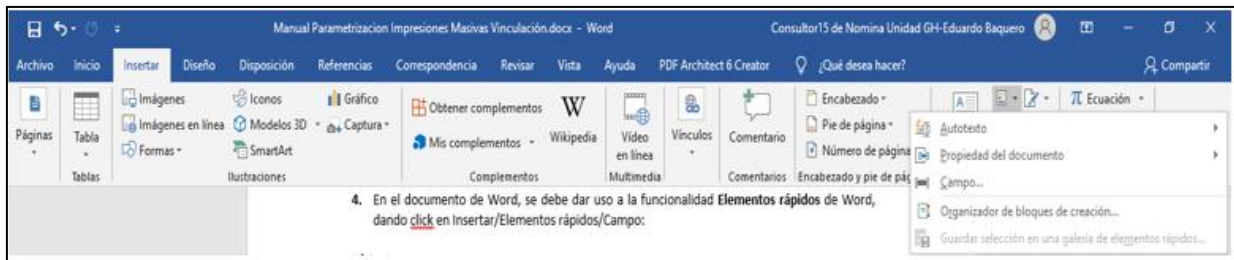 Manual Parametrizacion Impresiones Masivas Vinculación.docx - Word
Consultor15 de Nomina Unidad GH-Eduardo Baquero
Archivo Inicio Insertar Diseño Disposición Referencias Correspondencia Revisar Vista Ayuda PDF Architect 6 Creator ¿Qué desea hacer? Compartir
Páginas
Tabla
Tablas
Imágenes
Imágenes en línea
Formas
Iconos
Modelos 3D
SmartArt
Gráfico
Captura
Ilustraciones
Obtener complementos
Mis complementos
W
Wikipedia
Complementos
Vídeo
en línea
Multimedia
Vínculos
Comentario
Comentarios
Encabezado
Pie de página
Número de página
Encabezado y pie de pág
A
π Ecuación
Autotexto
Propiedad del documento
Campo...
Organizador de bloques de creación...
Guardar selección en una galería de elementos rápidos...
4. En el documento de Word, se debe dar uso a la funcionalidad Elementos rápidos de Word,
dando click en Insertar/Elementos rápidos/Campo: